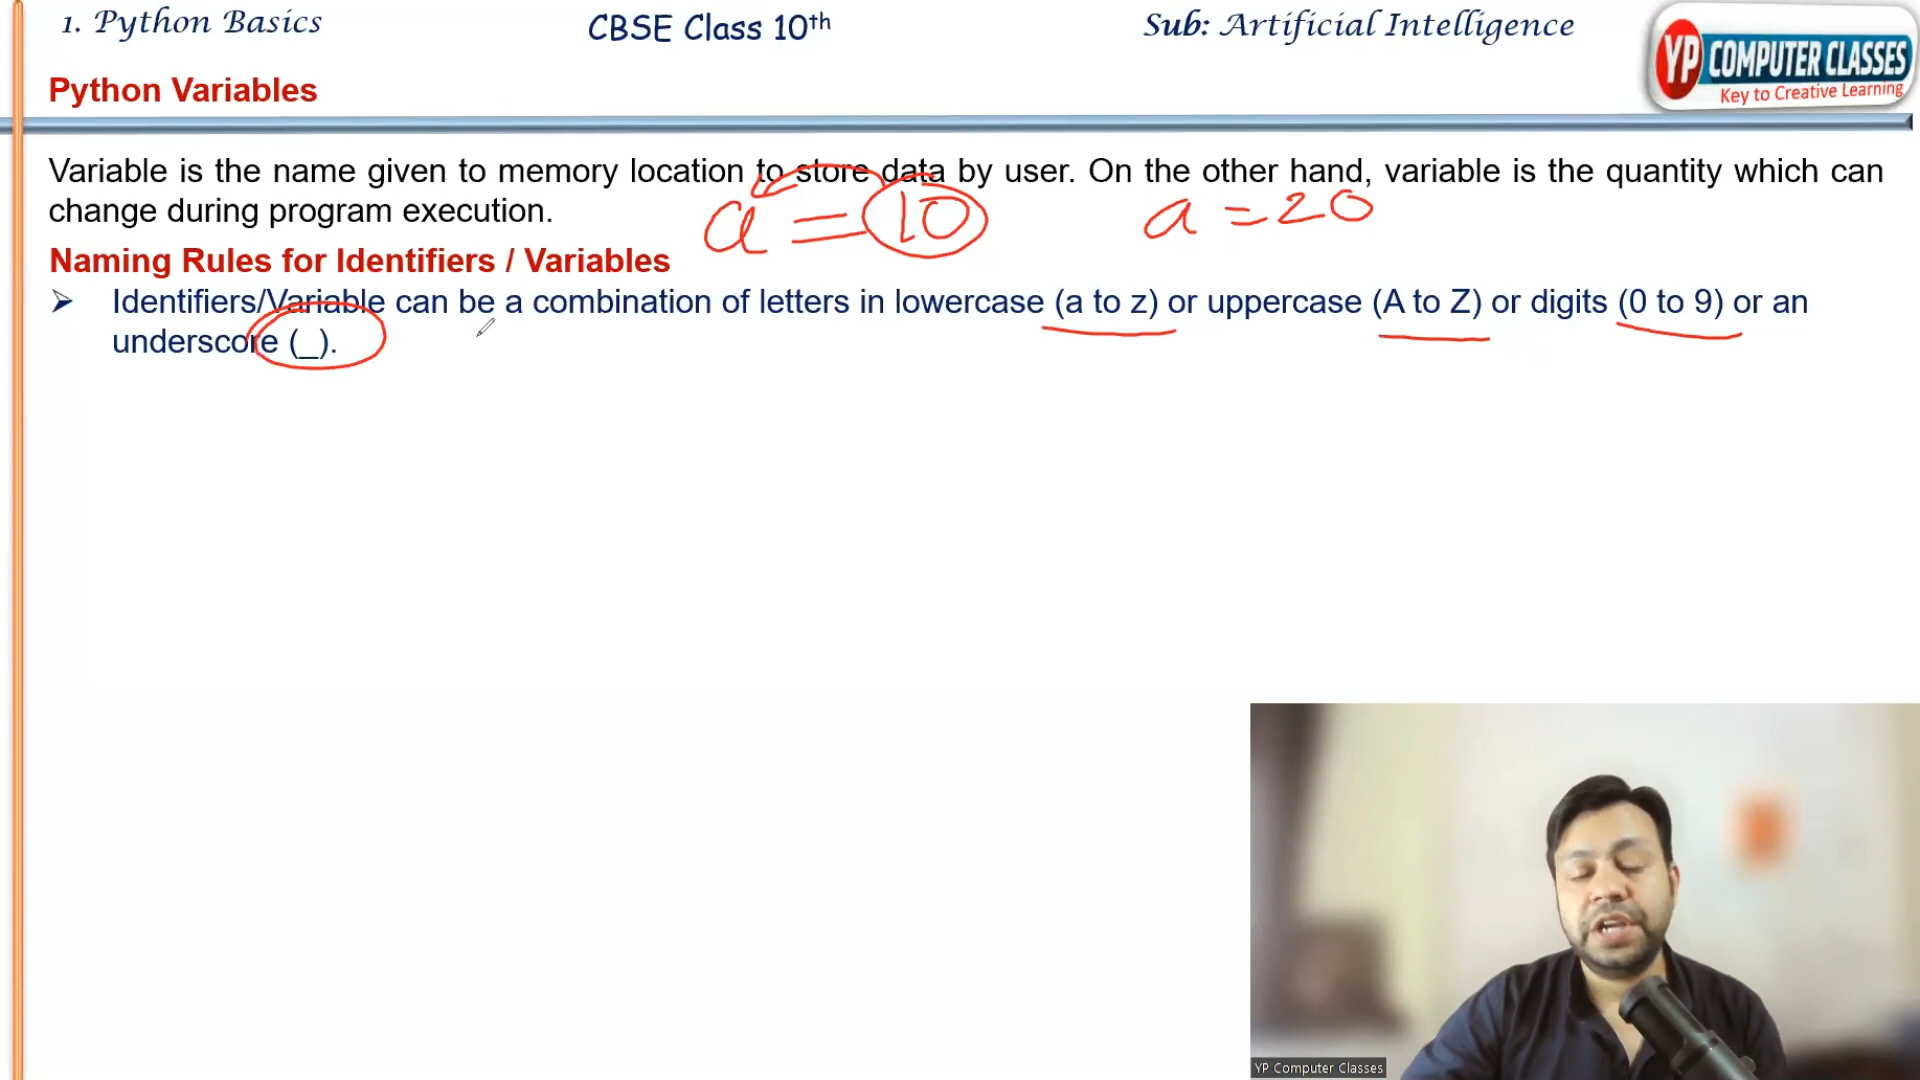 1. Python Basics
CBSE Class 10th
Sub: Artificial Intelligence
YP COMPUTER CLASSES
Key to Creative Learning
Python Variables
Variable is the name given to memory location to store data by user. On the other hand, variable is the quantity which can
change during program execution.
a = 10
a = 20
Naming Rules for Identifiers / Variables
➢ Identifiers/Variable can be a combination of letters in lowercase (a to z) or uppercase (A to Z) or digits (0 to 9) or an
underscore (_).
YP Computer Classes